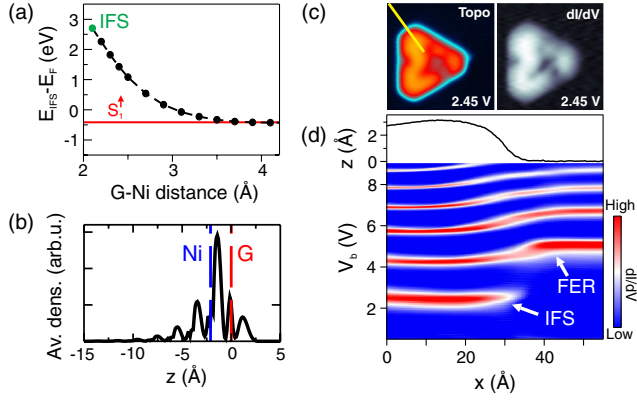 (a)
IFS
E_IFS-E_F (eV)
3
2
1
0
-1
S₁↑
2
3
4
G-Ni distance (Å)
(b)
Av. dens. (arb.u.)
Ni
G
-15
-10
-5
0
5
z (Å)
(c)
Topo
dI/dV
2.45 V
2.45 V
(d)
z (Å)
2
0
V_b (V)
8
6
4
2
FER
IFS
0
20
40
x (Å)
High
dI/dV
Low